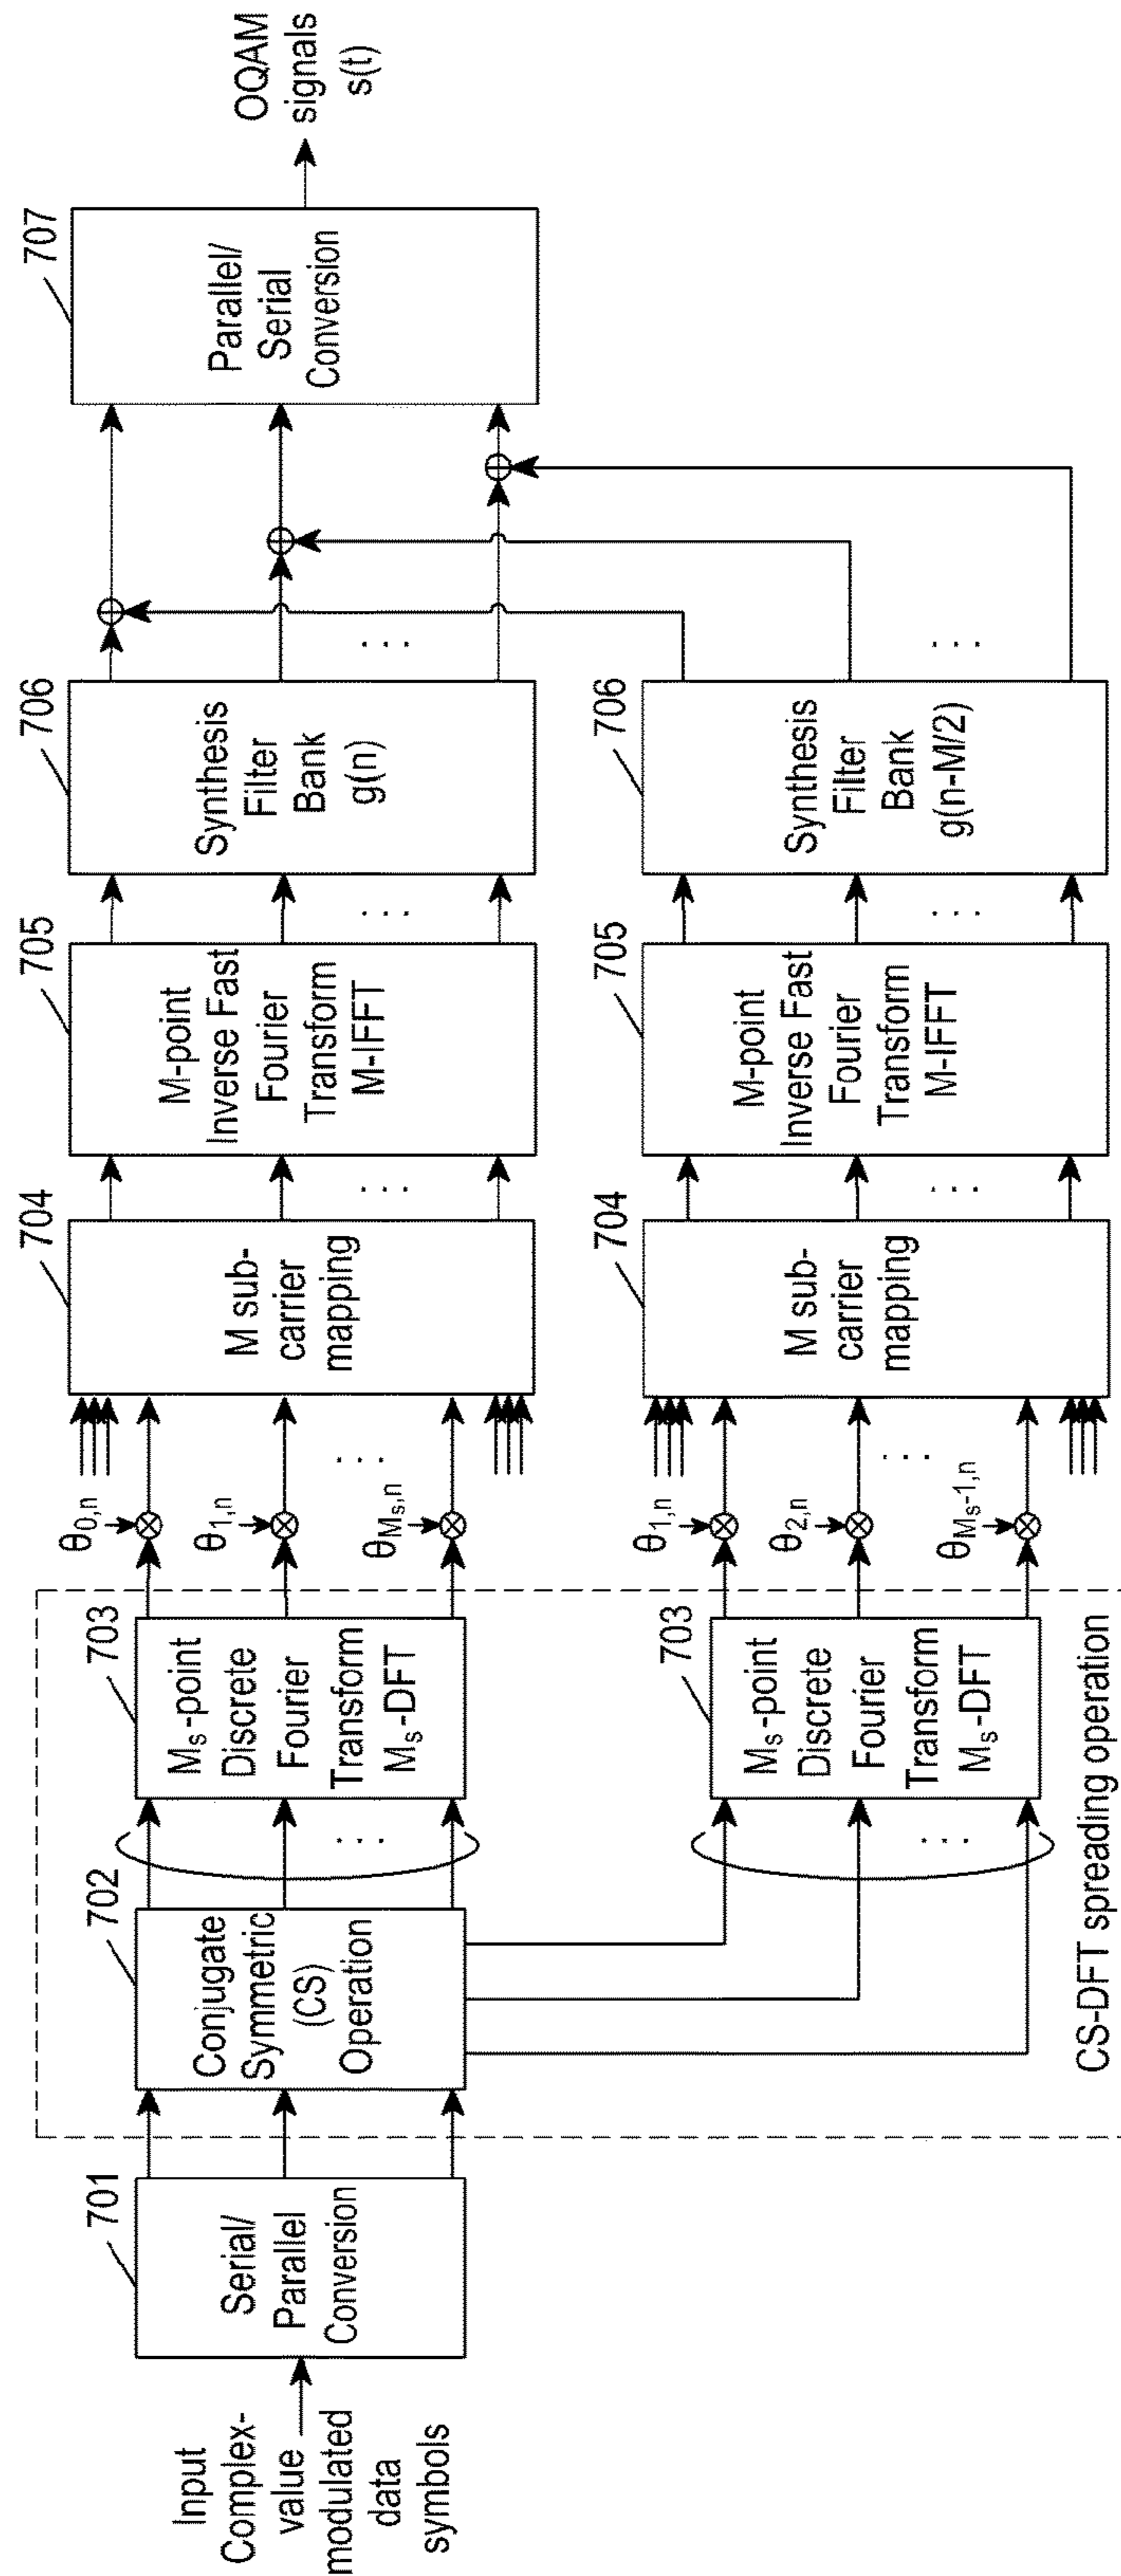 Input
Complex-
value
modulated
data
symbols
701
Serial/
Parallel
Conversion
702
Conjugate
Symmetric
(CS)
Operation
703
Mₛ-point
Discrete
Fourier
Transform
Mₛ-DFT
. . .
θ₀,ₙ
θ₁,ₙ
θMₛ,ₙ
. . .
704
M sub-
carrier
mapping
. . .
705
M-point
Inverse Fast
Fourier
Transform
M-IFFT
. . .
706
Synthesis
Filter
Bank
g(n)
. . .
707
Parallel/
Serial
Conversion
OQAM
signals
s(t)
. . .
703
Mₛ-point
Discrete
Fourier
Transform
Mₛ-DFT
CS-DFT spreading operation
θ₁,ₙ
θ₂,ₙ
θMₛ-1,ₙ
. . .
704
M sub-
carrier
mapping
. . .
705
M-point
Inverse Fast
Fourier
Transform
M-IFFT
. . .
706
Synthesis
Filter
Bank
g(n-M/2)
. . .